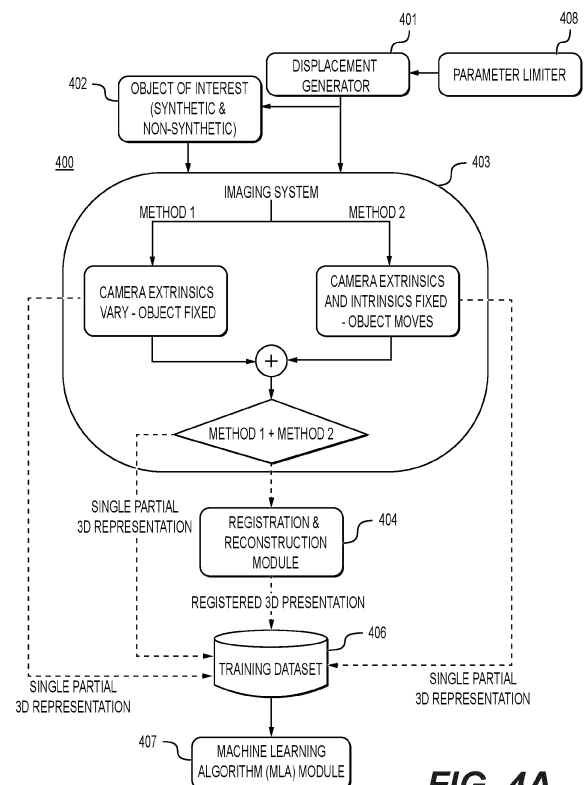 401
408
402
DISPLACEMENT
GENERATOR
PARAMETER LIMITER
OBJECT OF INTEREST
(SYNTHETIC &
NON-SYNTHETIC)
400
403
IMAGING SYSTEM
METHOD 1
METHOD 2
CAMERA EXTRINSICS
VARY - OBJECT FIXED
CAMERA EXTRINSICS
AND INTRINSICS FIXED
- OBJECT MOVES
+
METHOD 1 + METHOD 2
SINGLE PARTIAL
3D REPRESENTATION
REGISTRATION &
RECONSTRUCTION
MODULE
404
REGISTERED 3D PRESENTATION
406
TRAINING DATASET
SINGLE PARTIAL
3D REPRESENTATION
SINGLE PARTIAL
3D REPRESENTATION
407
MACHINE LEARNING
ALGORITHM (MLA) MODULE
FIG. 4A